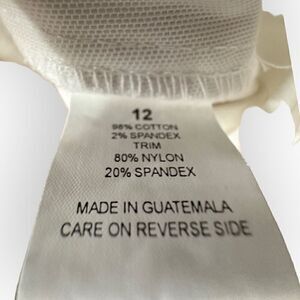 12
98% COTTON
2% SPANDEX
TRIM
80% NYLON
20% SPANDEX
MADE IN GUATEMALA
CARE ON REVERSE SIDE